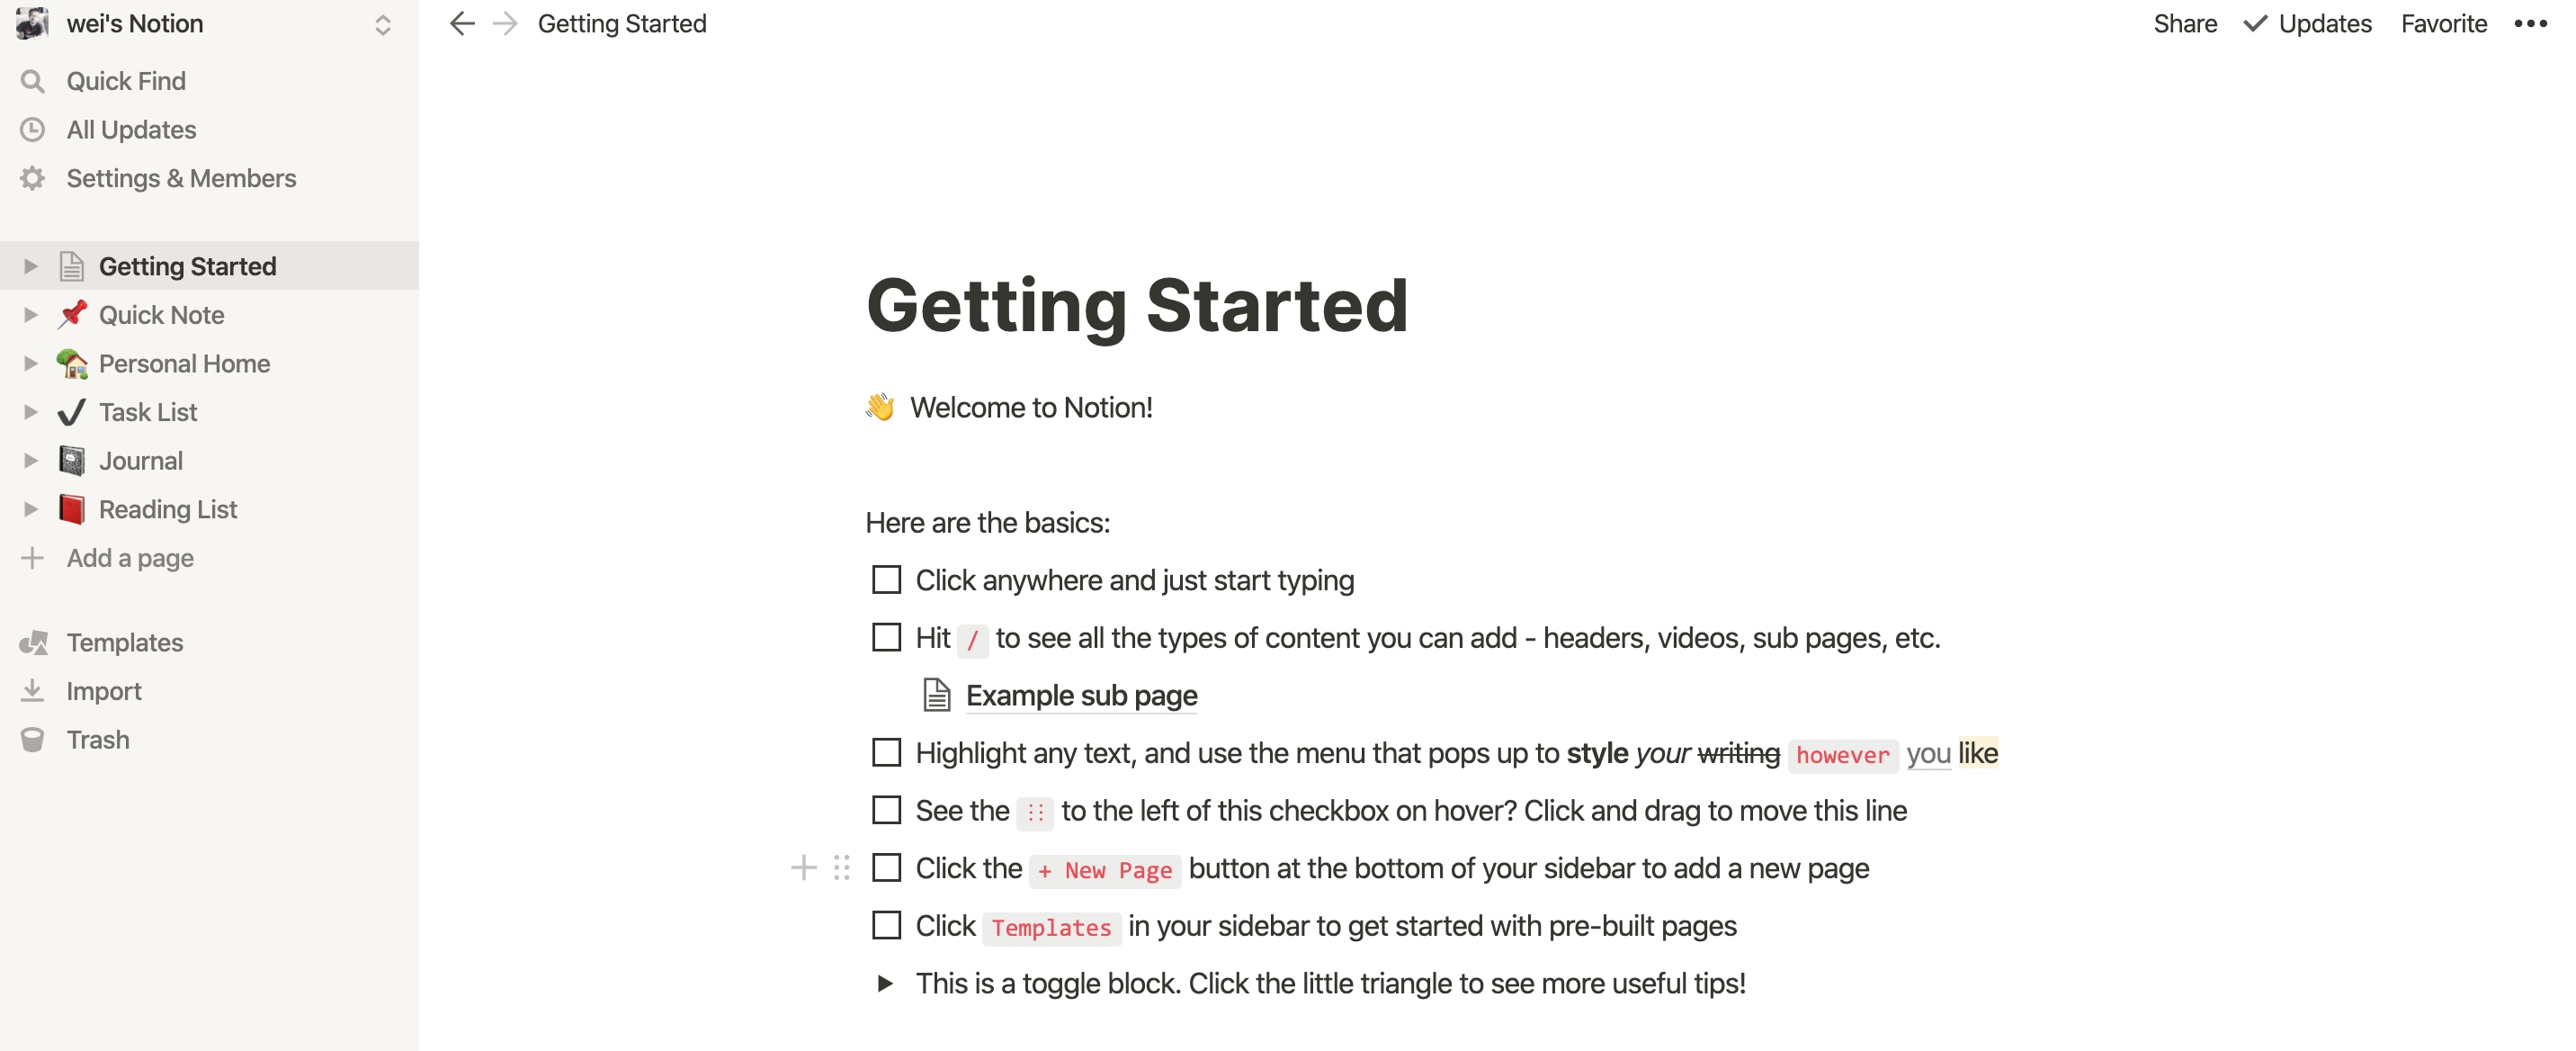 wei's Notion
Getting Started
Share ✓ Updates Favorite •••
Quick Find
All Updates
Settings & Members
Getting Started
Quick Note
Personal Home
Task List
Journal
Reading List
Add a page
Templates
Import
Trash
Getting Started
👋 Welcome to Notion!
Here are the basics:
Click anywhere and just start typing
Hit / to see all the types of content you can add - headers, videos, sub pages, etc.
Example sub page
Highlight any text, and use the menu that pops up to style your writing however you like
See the ⋮⋮ to the left of this checkbox on hover? Click and drag to move this line
Click the + New Page button at the bottom of your sidebar to add a new page
Click Templates in your sidebar to get started with pre-built pages
This is a toggle block. Click the little triangle to see more useful tips!